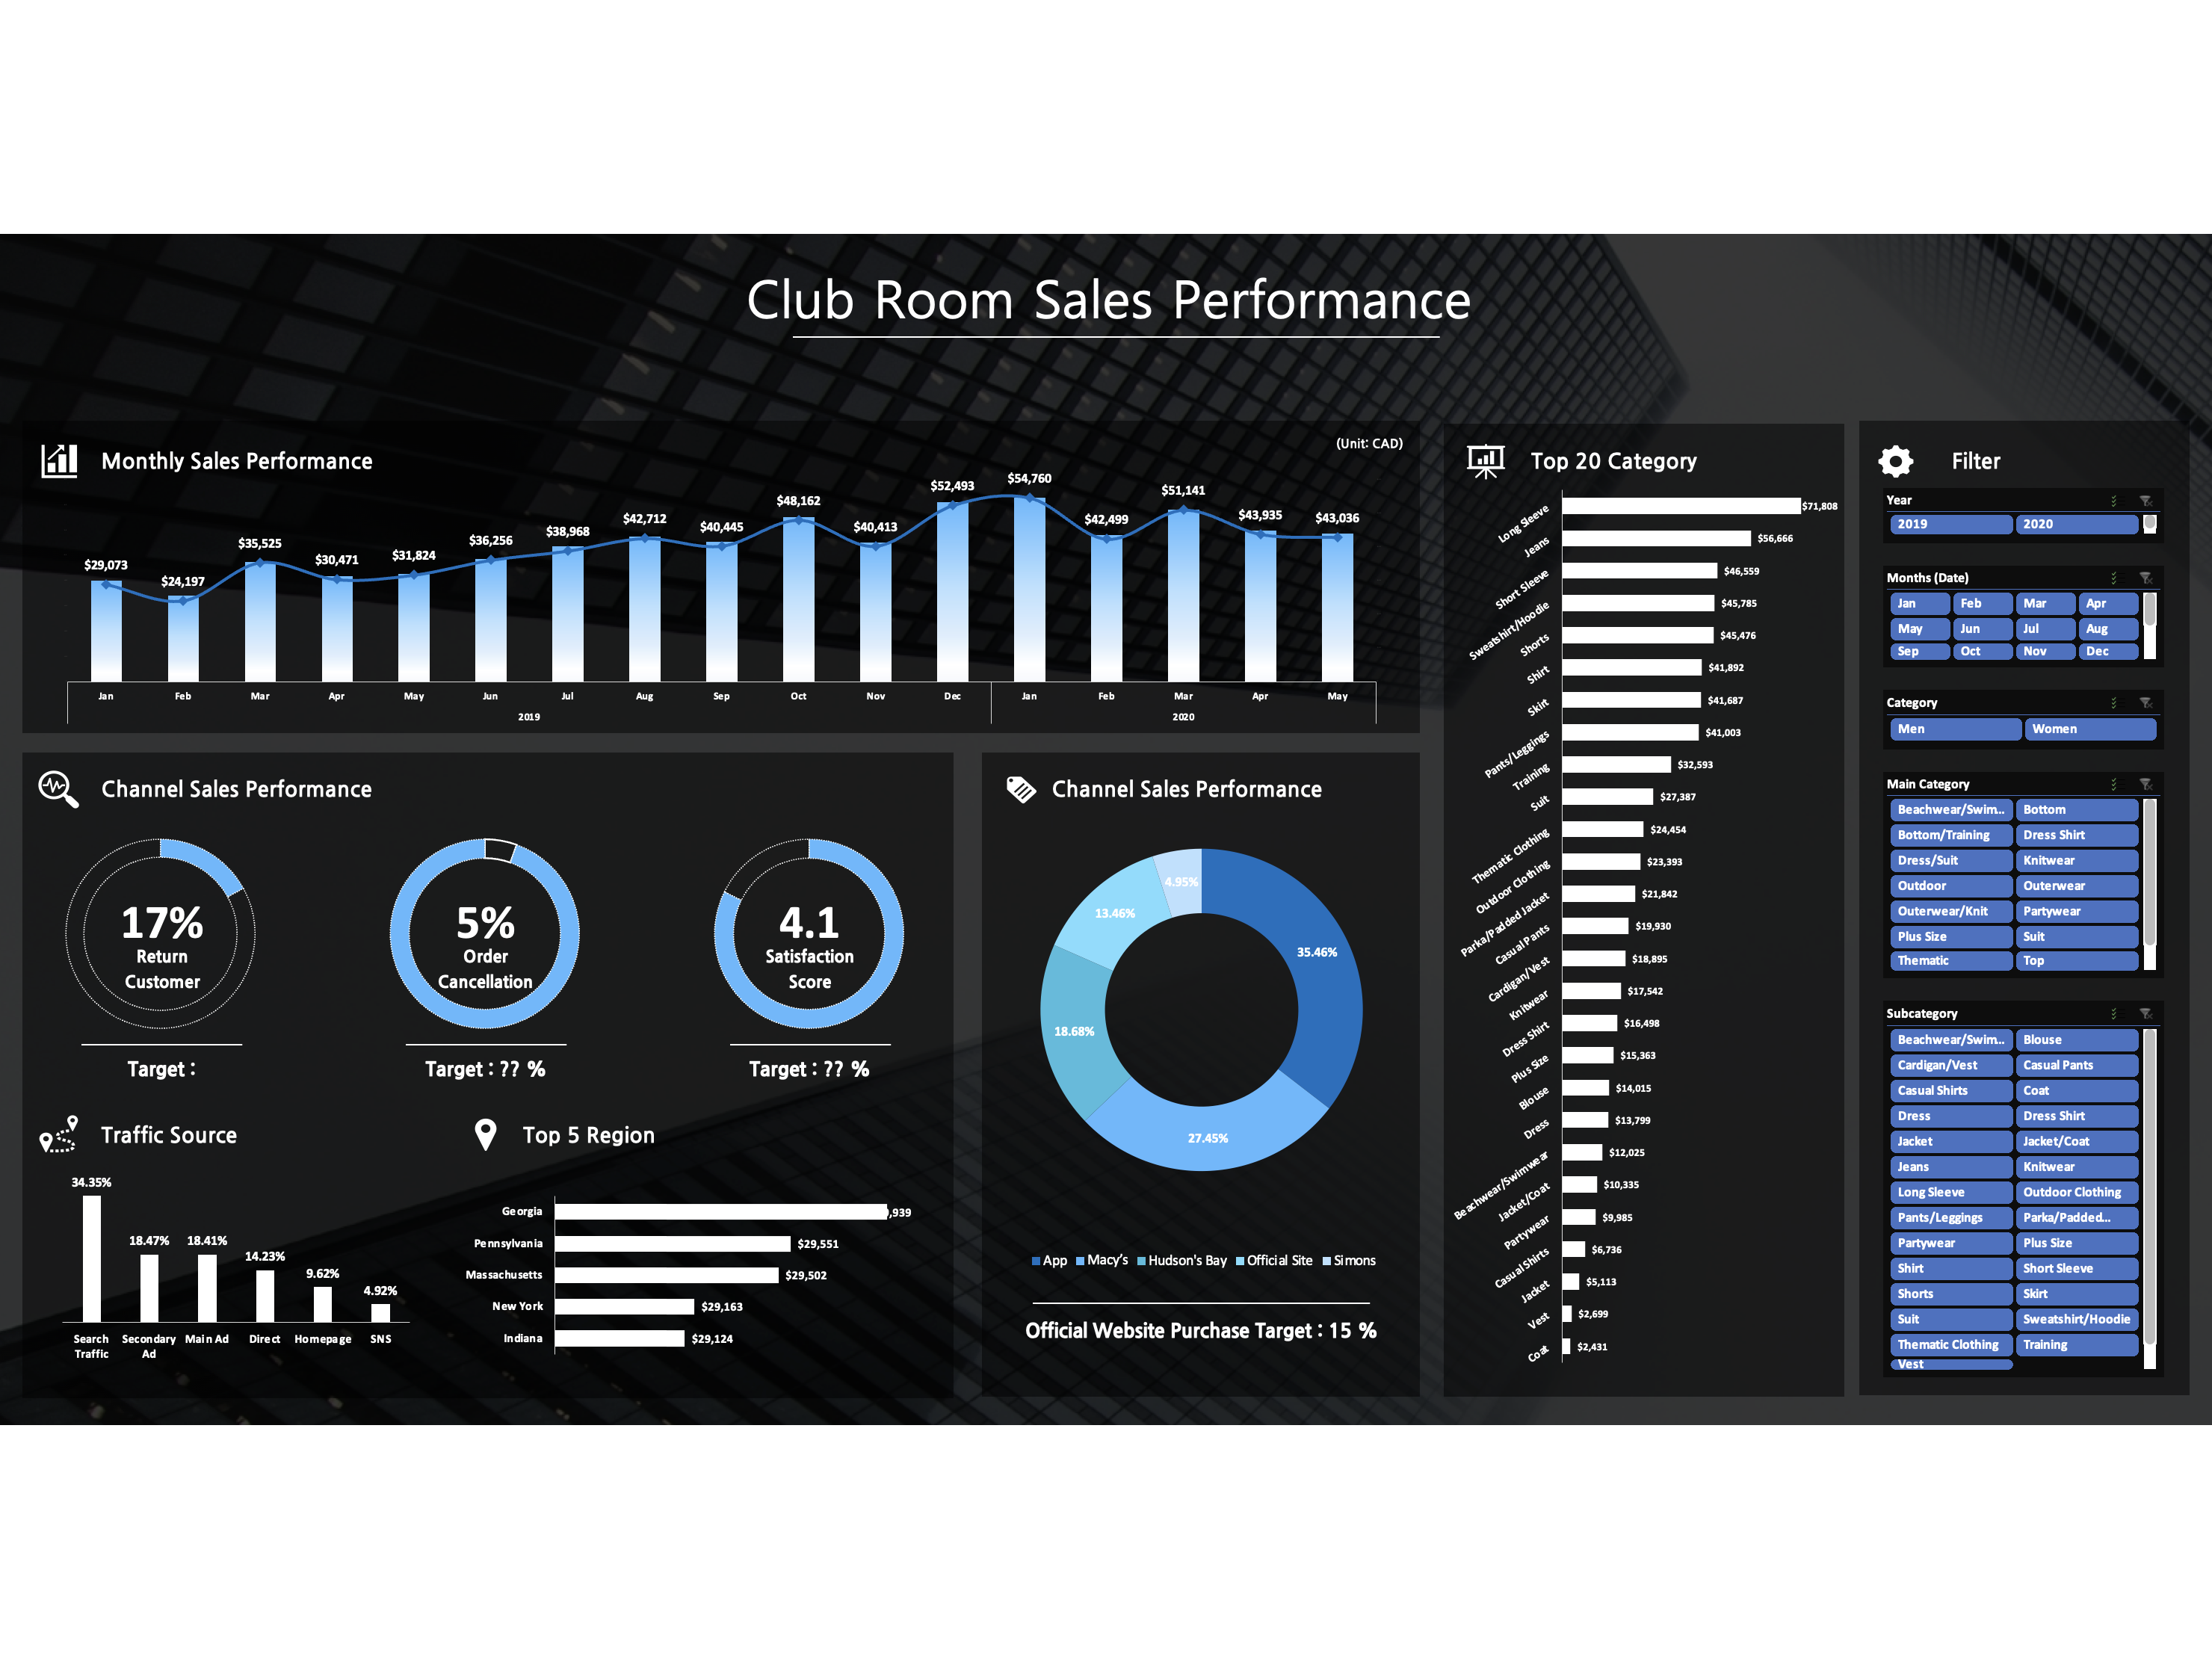 Club Room Sales Performance
Monthly Sales Performance
(Unit: CAD)
$29,073
$24,197
$35,525
$30,471
$31,824
$36,256
$38,968
$42,712
$40,445
$48,162
$40,413
$52,493
$54,760
$42,499
$51,141
$43,935
$43,036
Jan Feb Mar Apr May Jun Jul Aug Sep Oct Nov Dec Jan Feb Mar Apr May
2019 2020
Channel Sales Performance
17%
Return
Customer
Target :
5%
Order
Cancellation
Target : ?? %
4.1
Satisfaction
Score
Target : ?? %
Traffic Source
34.35%
18.47%
18.41%
14.23%
9.62%
4.92%
Search
Traffic
Secondary
Ad
Main Ad
Direct
Homepage
SNS
Top 5 Region
Georgia ,939
Pennsylvania $29,551
Massachusetts $29,502
New York $29,163
Indiana $29,124
Channel Sales Performance
4.95%
13.46%
35.46%
18.68%
27.45%
App Macy's Hudson's Bay Official Site Simons
Official Website Purchase Target : 15 %
Top 20 Category
Long Sleeve $71,808
Jeans $56,666
Short Sleeve $46,559
Sweatshirt/Hoodie $45,785
Shorts $45,476
Shirt $41,892
Skirt $41,687
Pants/Leggings $41,003
Training $32,593
Suit $27,387
Thematic Clothing $24,454
Outdoor Clothing $23,393
Parka/Padded Jacket $21,842
Casual Pants $19,930
Cardigan/Vest $18,895
Knitwear $17,542
Dress Shirt $16,498
Plus Size $15,363
Blouse $14,015
Dress $13,799
Beachwear/Swimwear $12,025
Jacket/Coat $10,335
Partywear $9,985
Casual Shirts $6,736
Jacket $5,113
Vest $2,699
Coat $2,431
Filter
Year
2019 2020
Months (Date)
Jan Feb Mar Apr
May Jun Jul Aug
Sep Oct Nov Dec
Category
Men Women
Main Category
Beachwear/Swim... Bottom
Bottom/Training Dress Shirt
Dress/Suit Knitwear
Outdoor Outerwear
Outerwear/Knit Partywear
Plus Size Suit
Thematic Top
Subcategory
Beachwear/Swim... Blouse
Cardigan/Vest Casual Pants
Casual Shirts Coat
Dress Dress Shirt
Jacket Jacket/Coat
Jeans Knitwear
Long Sleeve Outdoor Clothing
Pants/Leggings Parka/Padded...
Partywear Plus Size
Shirt Short Sleeve
Shorts Skirt
Suit Sweatshirt/Hoodie
Thematic Clothing Training
Vest